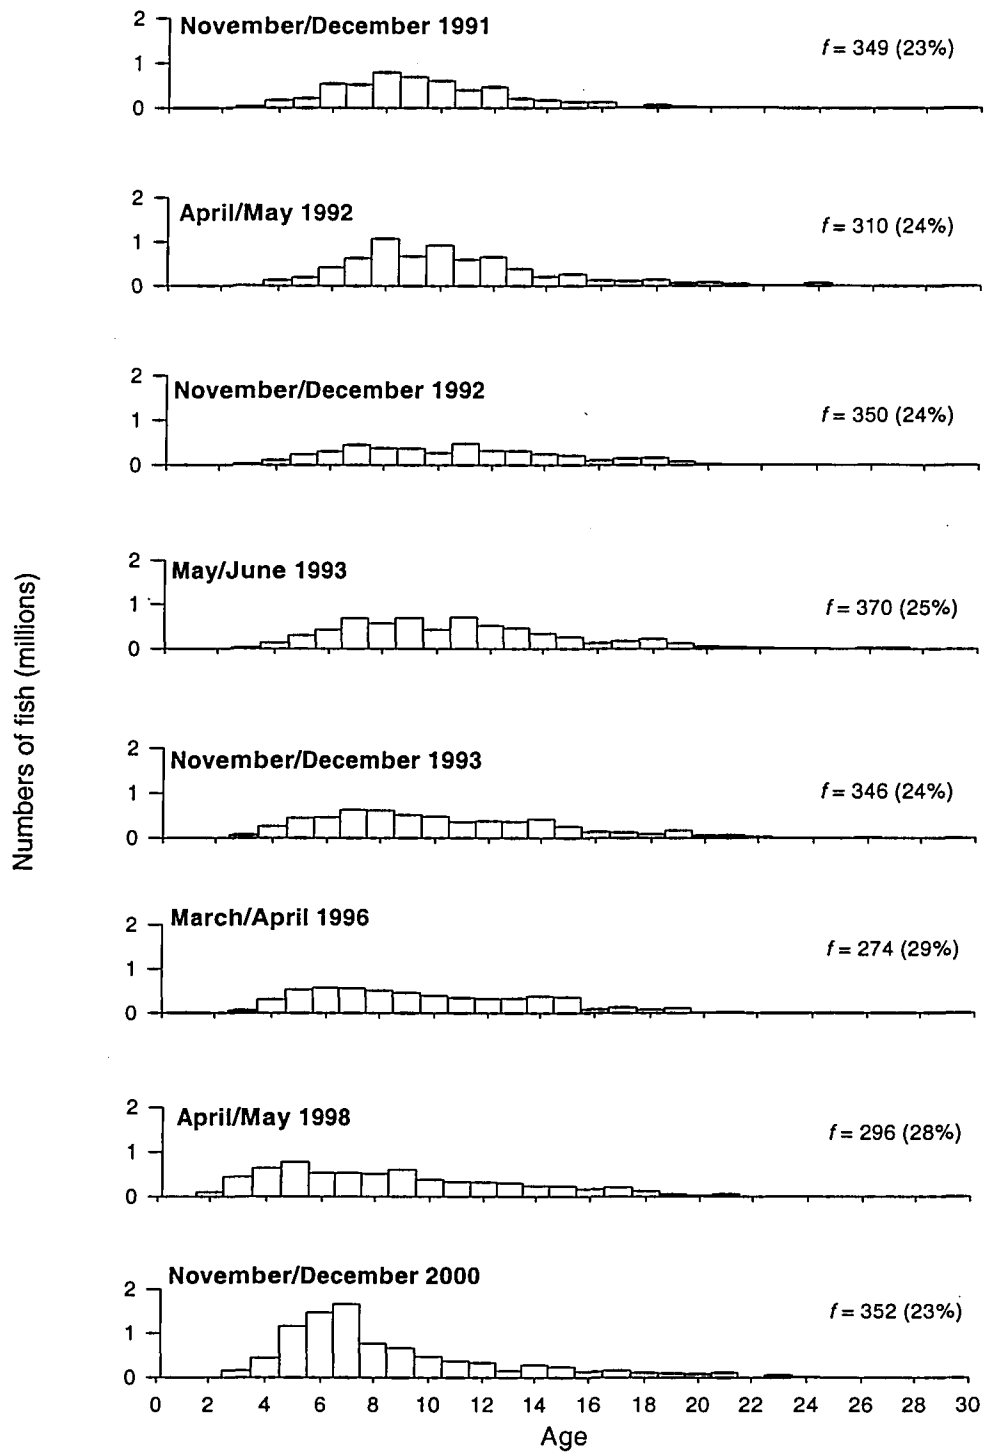 November/December 1991
f = 349 (23%)
2
1
0
April/May 1992
f = 310 (24%)
2
1
0
November/December 1992
f = 350 (24%)
2
1
0
May/June 1993
f = 370 (25%)
2
1
0
November/December 1993
f = 346 (24%)
2
1
0
March/April 1996
f = 274 (29%)
2
1
0
April/May 1998
f = 296 (28%)
2
1
0
November/December 2000
f = 352 (23%)
2
1
0
0 2 4 6 8 10 12 14 16 18 20 22 24 26 28 30
Age
Numbers of fish (millions)